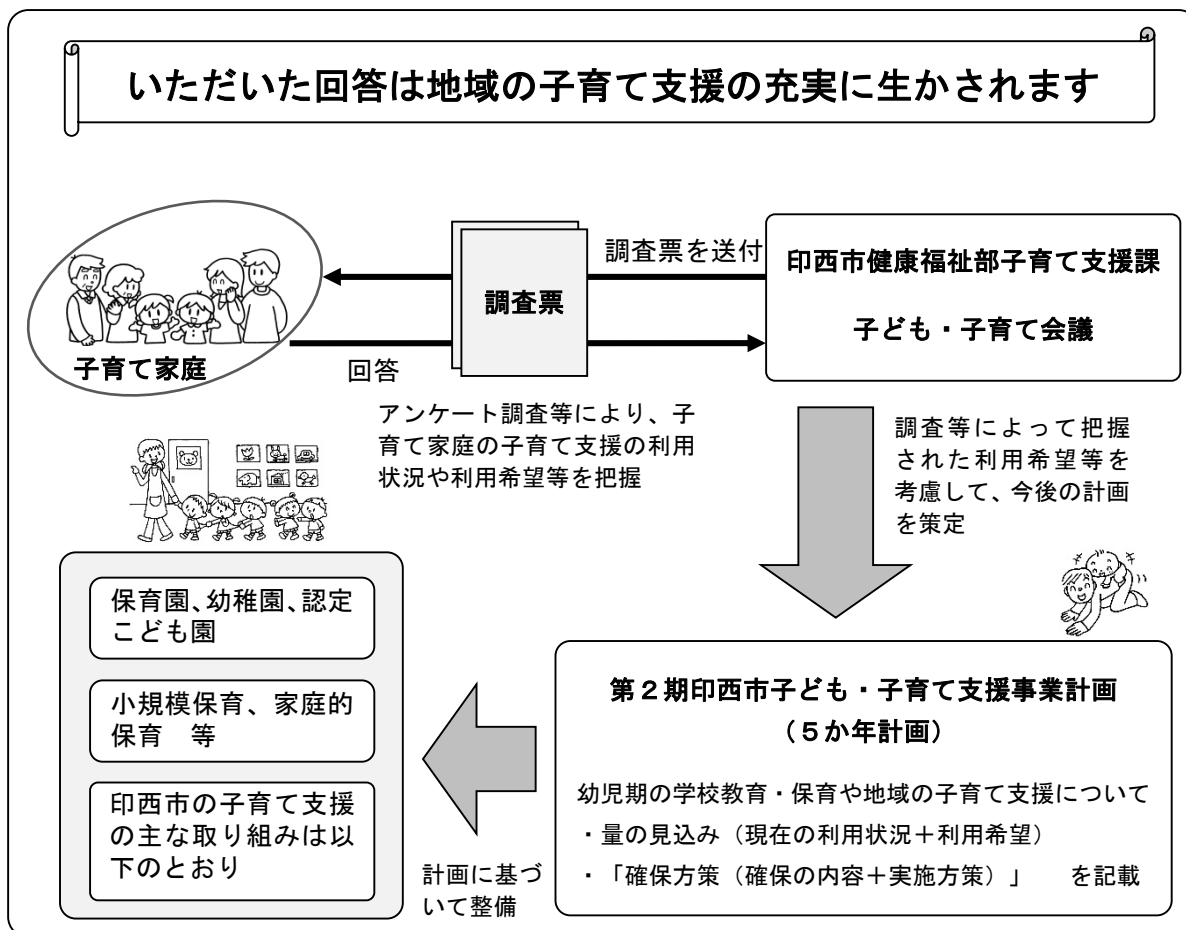 いただいた回答は地域の子育て支援の充実に生かされます
調査票を送付
調査票
印西市健康福祉部子育て支援課
子ども・子育て会議
子育て家庭
回答
アンケート調査等により、子
育て家庭の子育て支援の利用
状況や利用希望等を把握
調査等によって把握
された利用希望等を
考慮して、今後の計画
を策定
保育園、幼稚園、認定
こども園
小規模保育、家庭的
保育　等
印西市の子育て支援
の主な取り組みは以
下のとおり
計画に基づ
いて整備
第２期印西市子ども・子育て支援事業計画
（５か年計画）
幼児期の学校教育・保育や地域の子育て支援について
・量の見込み（現在の利用状況＋利用希望）
・「確保方策（確保の内容＋実施方策）」　　を記載